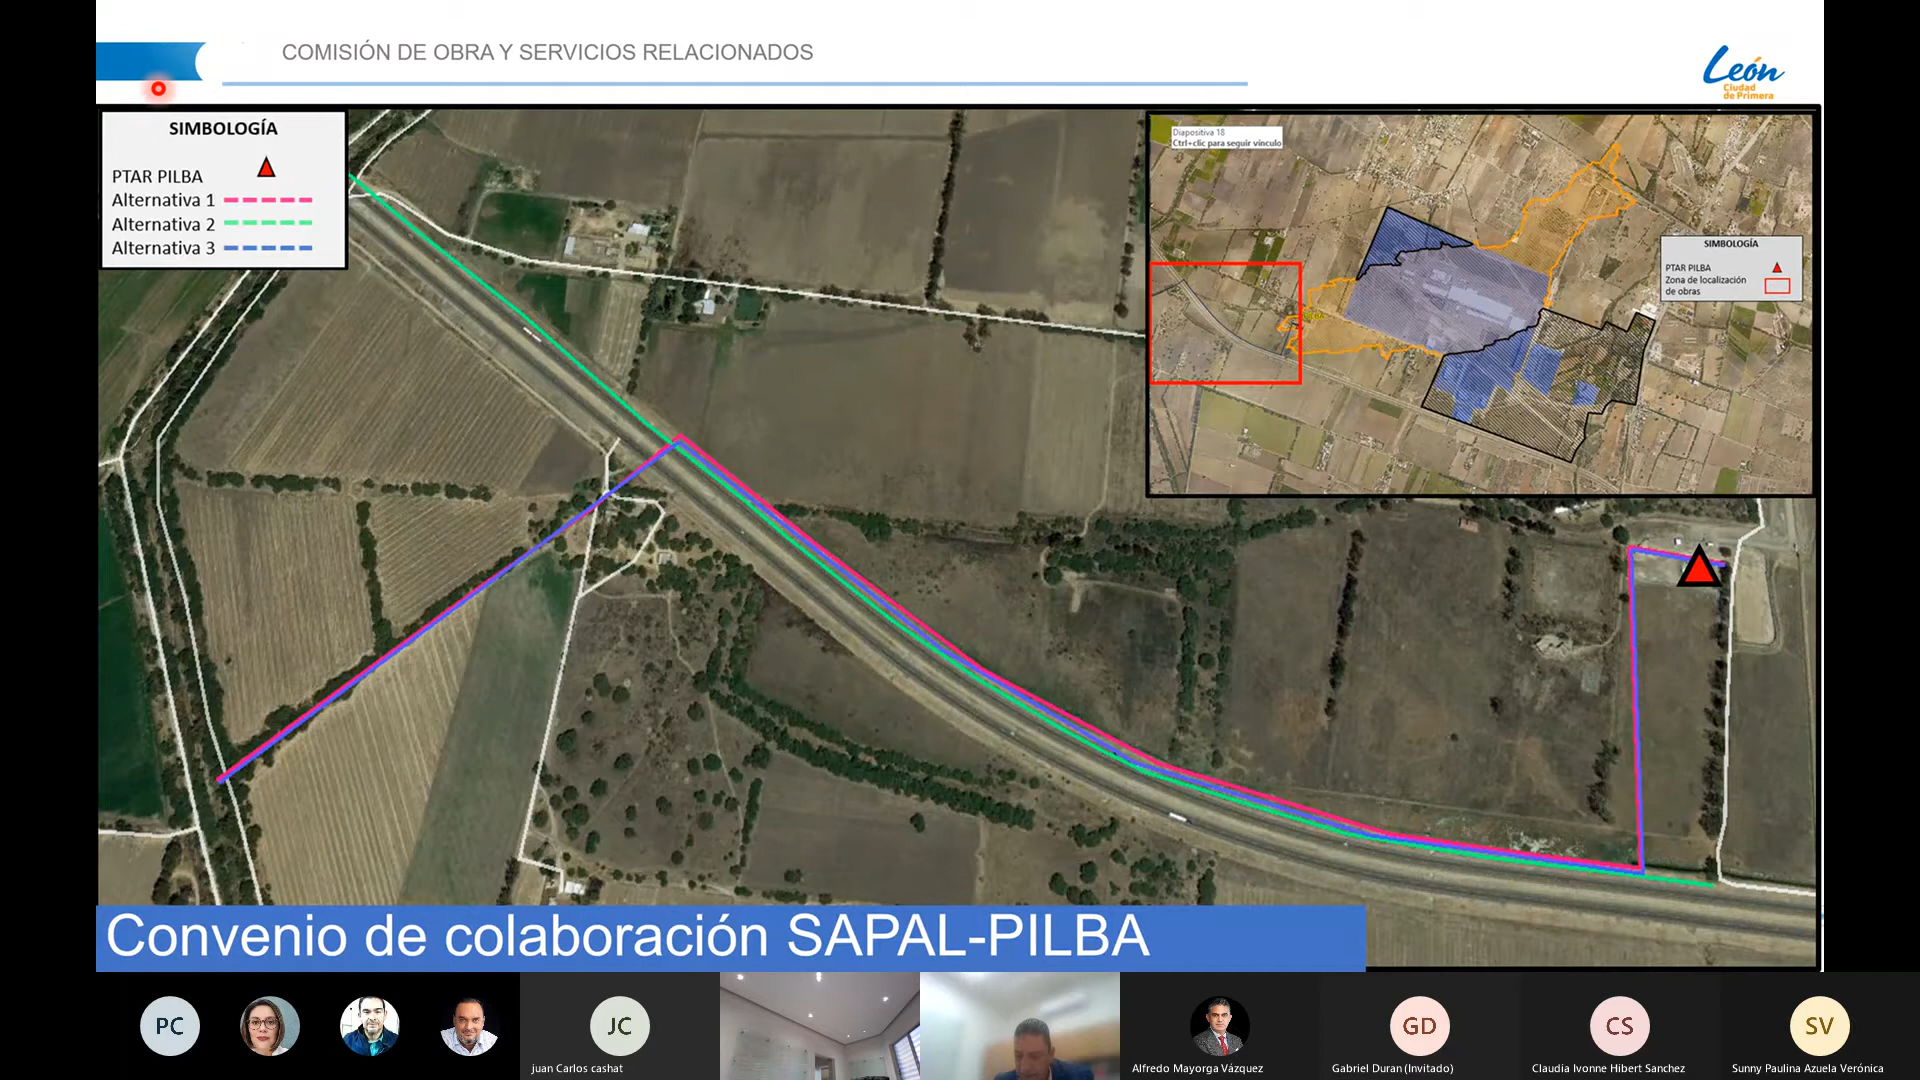 COMISIÓN DE OBRA Y SERVICIOS RELACIONADOS
León
Ciudad
de Primera
SIMBOLOGÍA
PTAR PILBA
Alternativa 1
Alternativa 2
Alternativa 3
Diapositiva 18
Ctrl+clic para seguir vínculo
PILBA
SIMBOLOGÍA
PTAR PILBA
Zona de localización
de obras
Convenio de colaboración SAPAL-PILBA
PC
JC
juan Carlos cashat
Alfredo Mayorga Vázquez
GD
Gabriel Duran (Invitado)
CS
Claudia Ivonne Hibert Sanchez
SV
Sunny Paulina Azuela Verónica